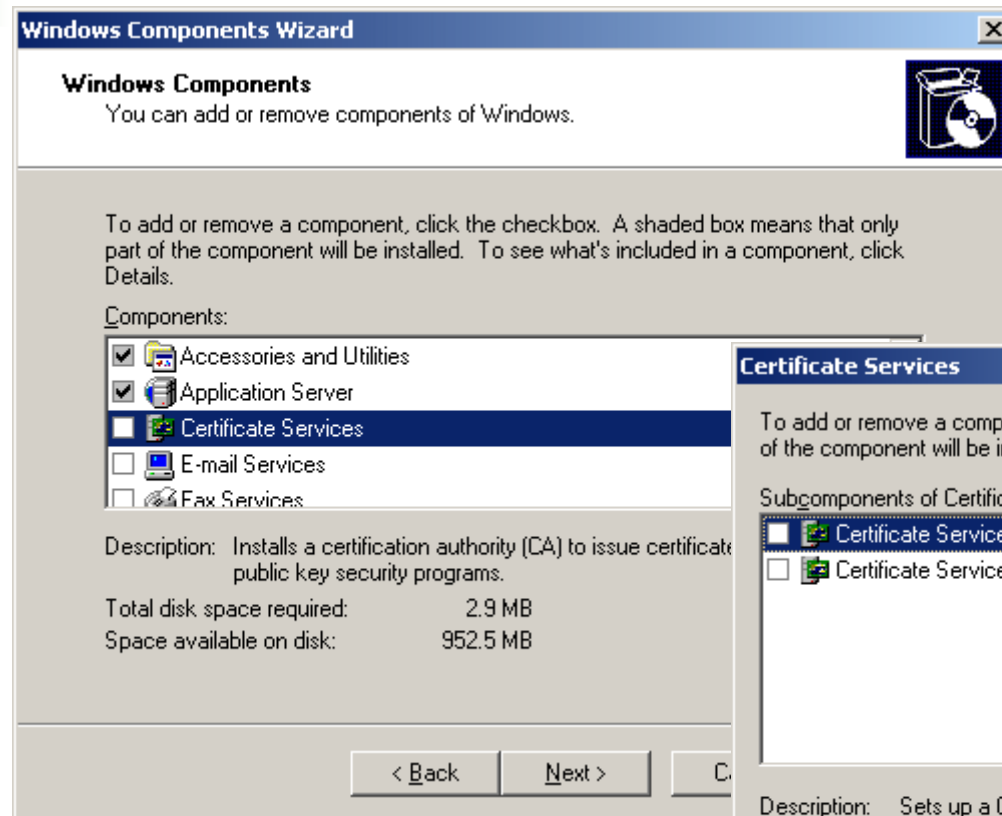 Windows Components Wizard
Windows Components
You can add or remove components of Windows.
To add or remove a component, click the checkbox. A shaded box means that only
part of the component will be installed. To see what's included in a component, click
Details.
Components:
Accessories and Utilities
Application Server
Certificate Services
E-mail Services
Fax Services
Description: Installs a certification authority (CA) to issue certificate
public key security programs.
Total disk space required: 2.9 MB
Space available on disk: 952.5 MB
< Back
Next >
Certificate Services
To add or remove a comp
of the component will be
Subcomponents of Certific
Certificate Service
Certificate Service
Description: Sets up a